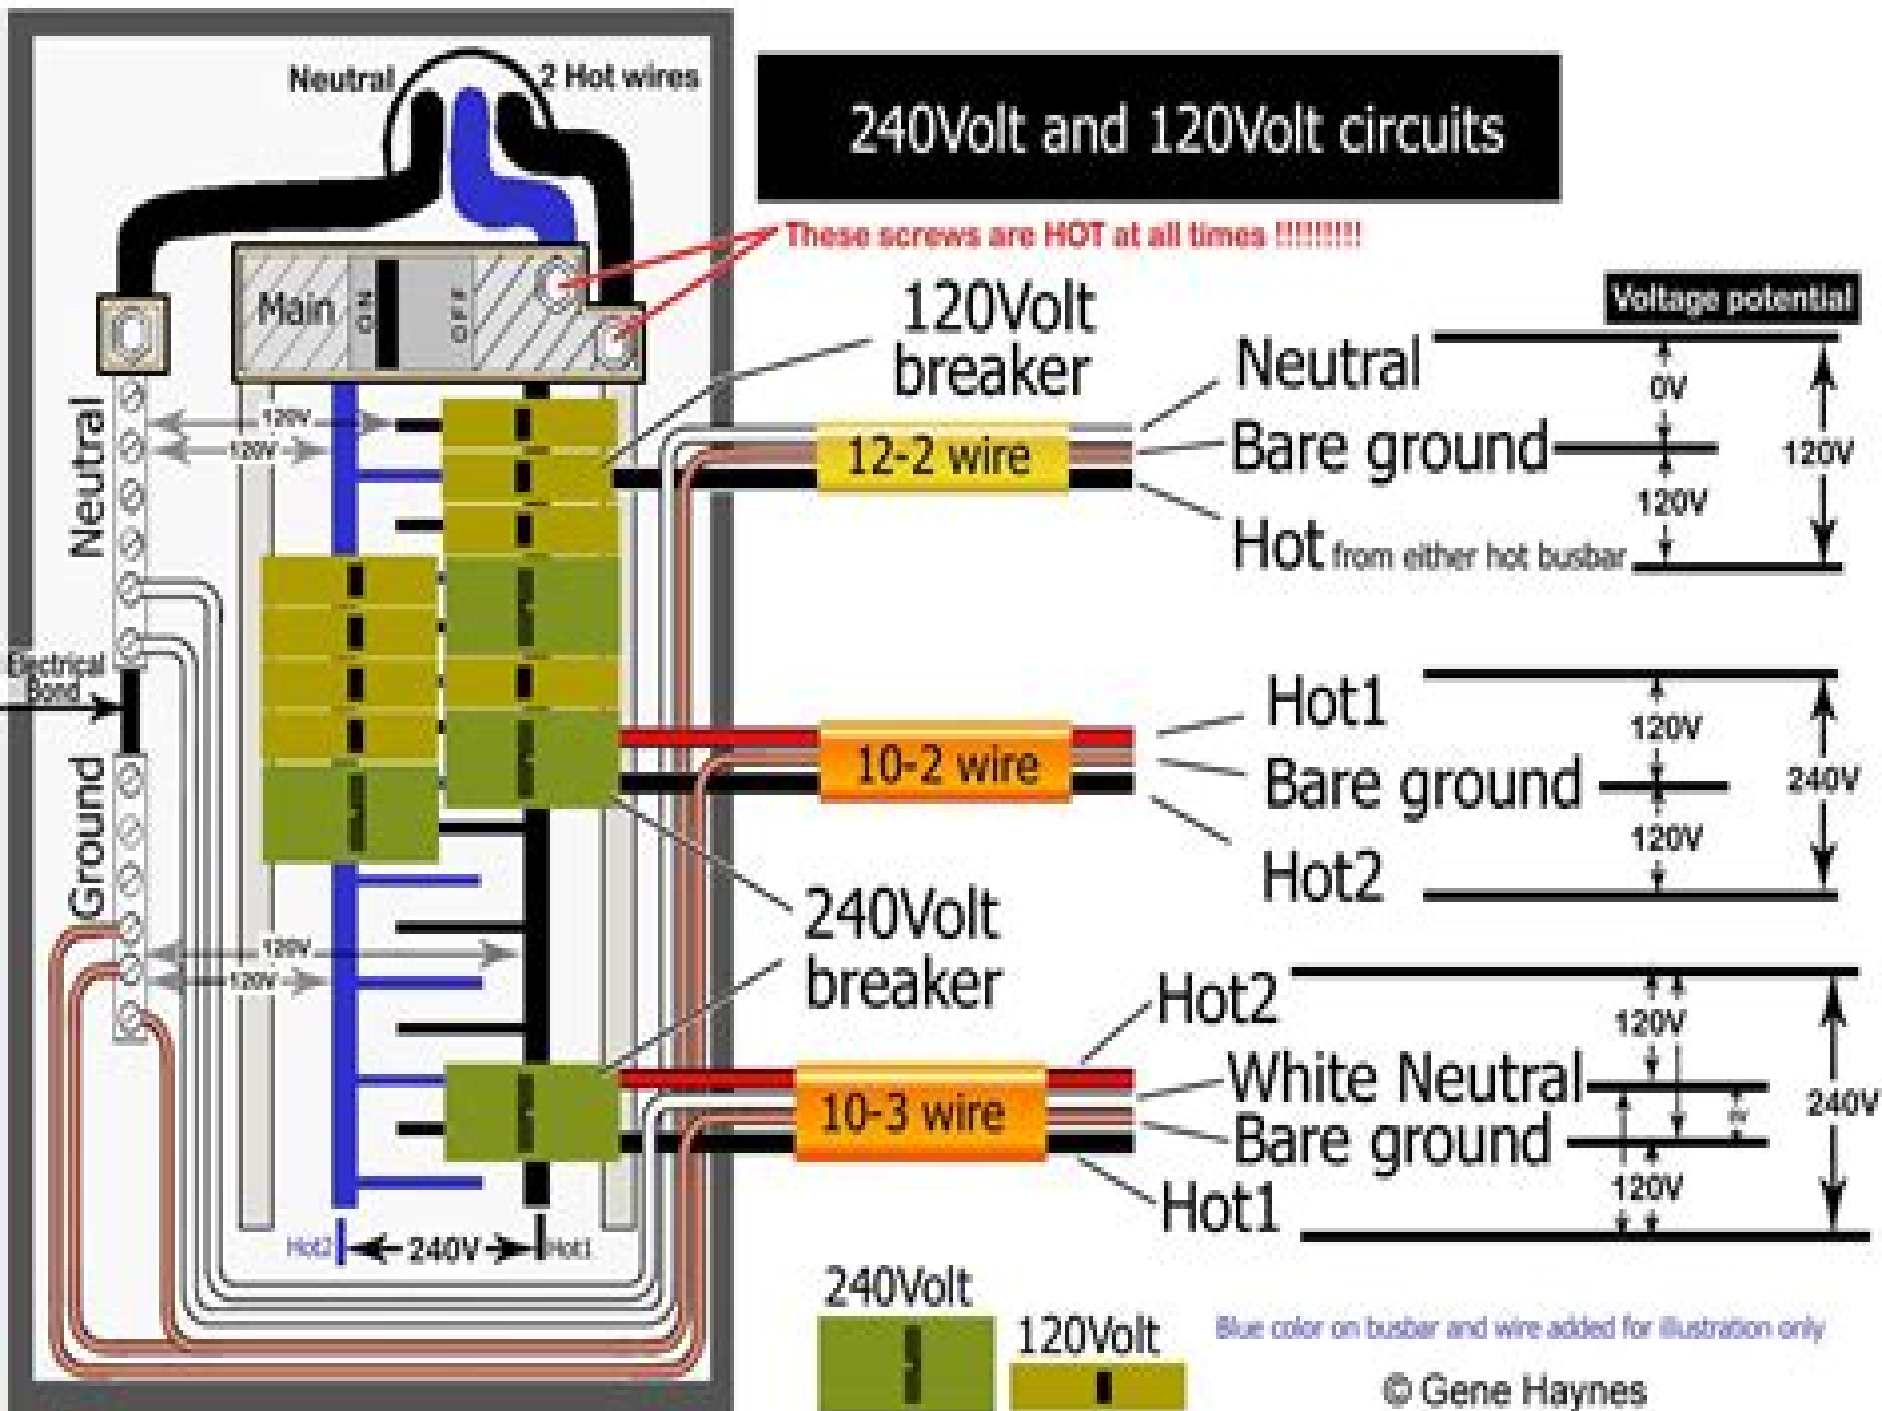 Neutral
2 Hot wires
240Volt and 120Volt circuits
These screws are HOT at all times !!!!!!!!!
Main
ON
OFF
120Volt
breaker
Voltage potential
Neutral
120V
120V
12-2 wire
Neutral
Bare ground
Hot from either hot busbar
0V
120V
120V
Electrical
Bond
10-2 wire
Hot1
Bare ground
Hot2
120V
120V
240V
Ground
120V
120V
240Volt
breaker
10-3 wire
Hot2
White Neutral
Bare ground
Hot1
120V
120V
240V
Hot2
240V
Hot1
240Volt
120Volt
Blue color on busbar and wire added for illustration only
© Gene Haynes